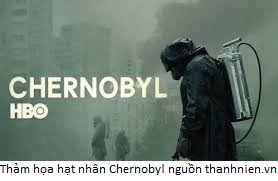 CHERNOBYL
HBO
Thảm họa hạt nhân Chernobyl nguồn thanhnien.vn